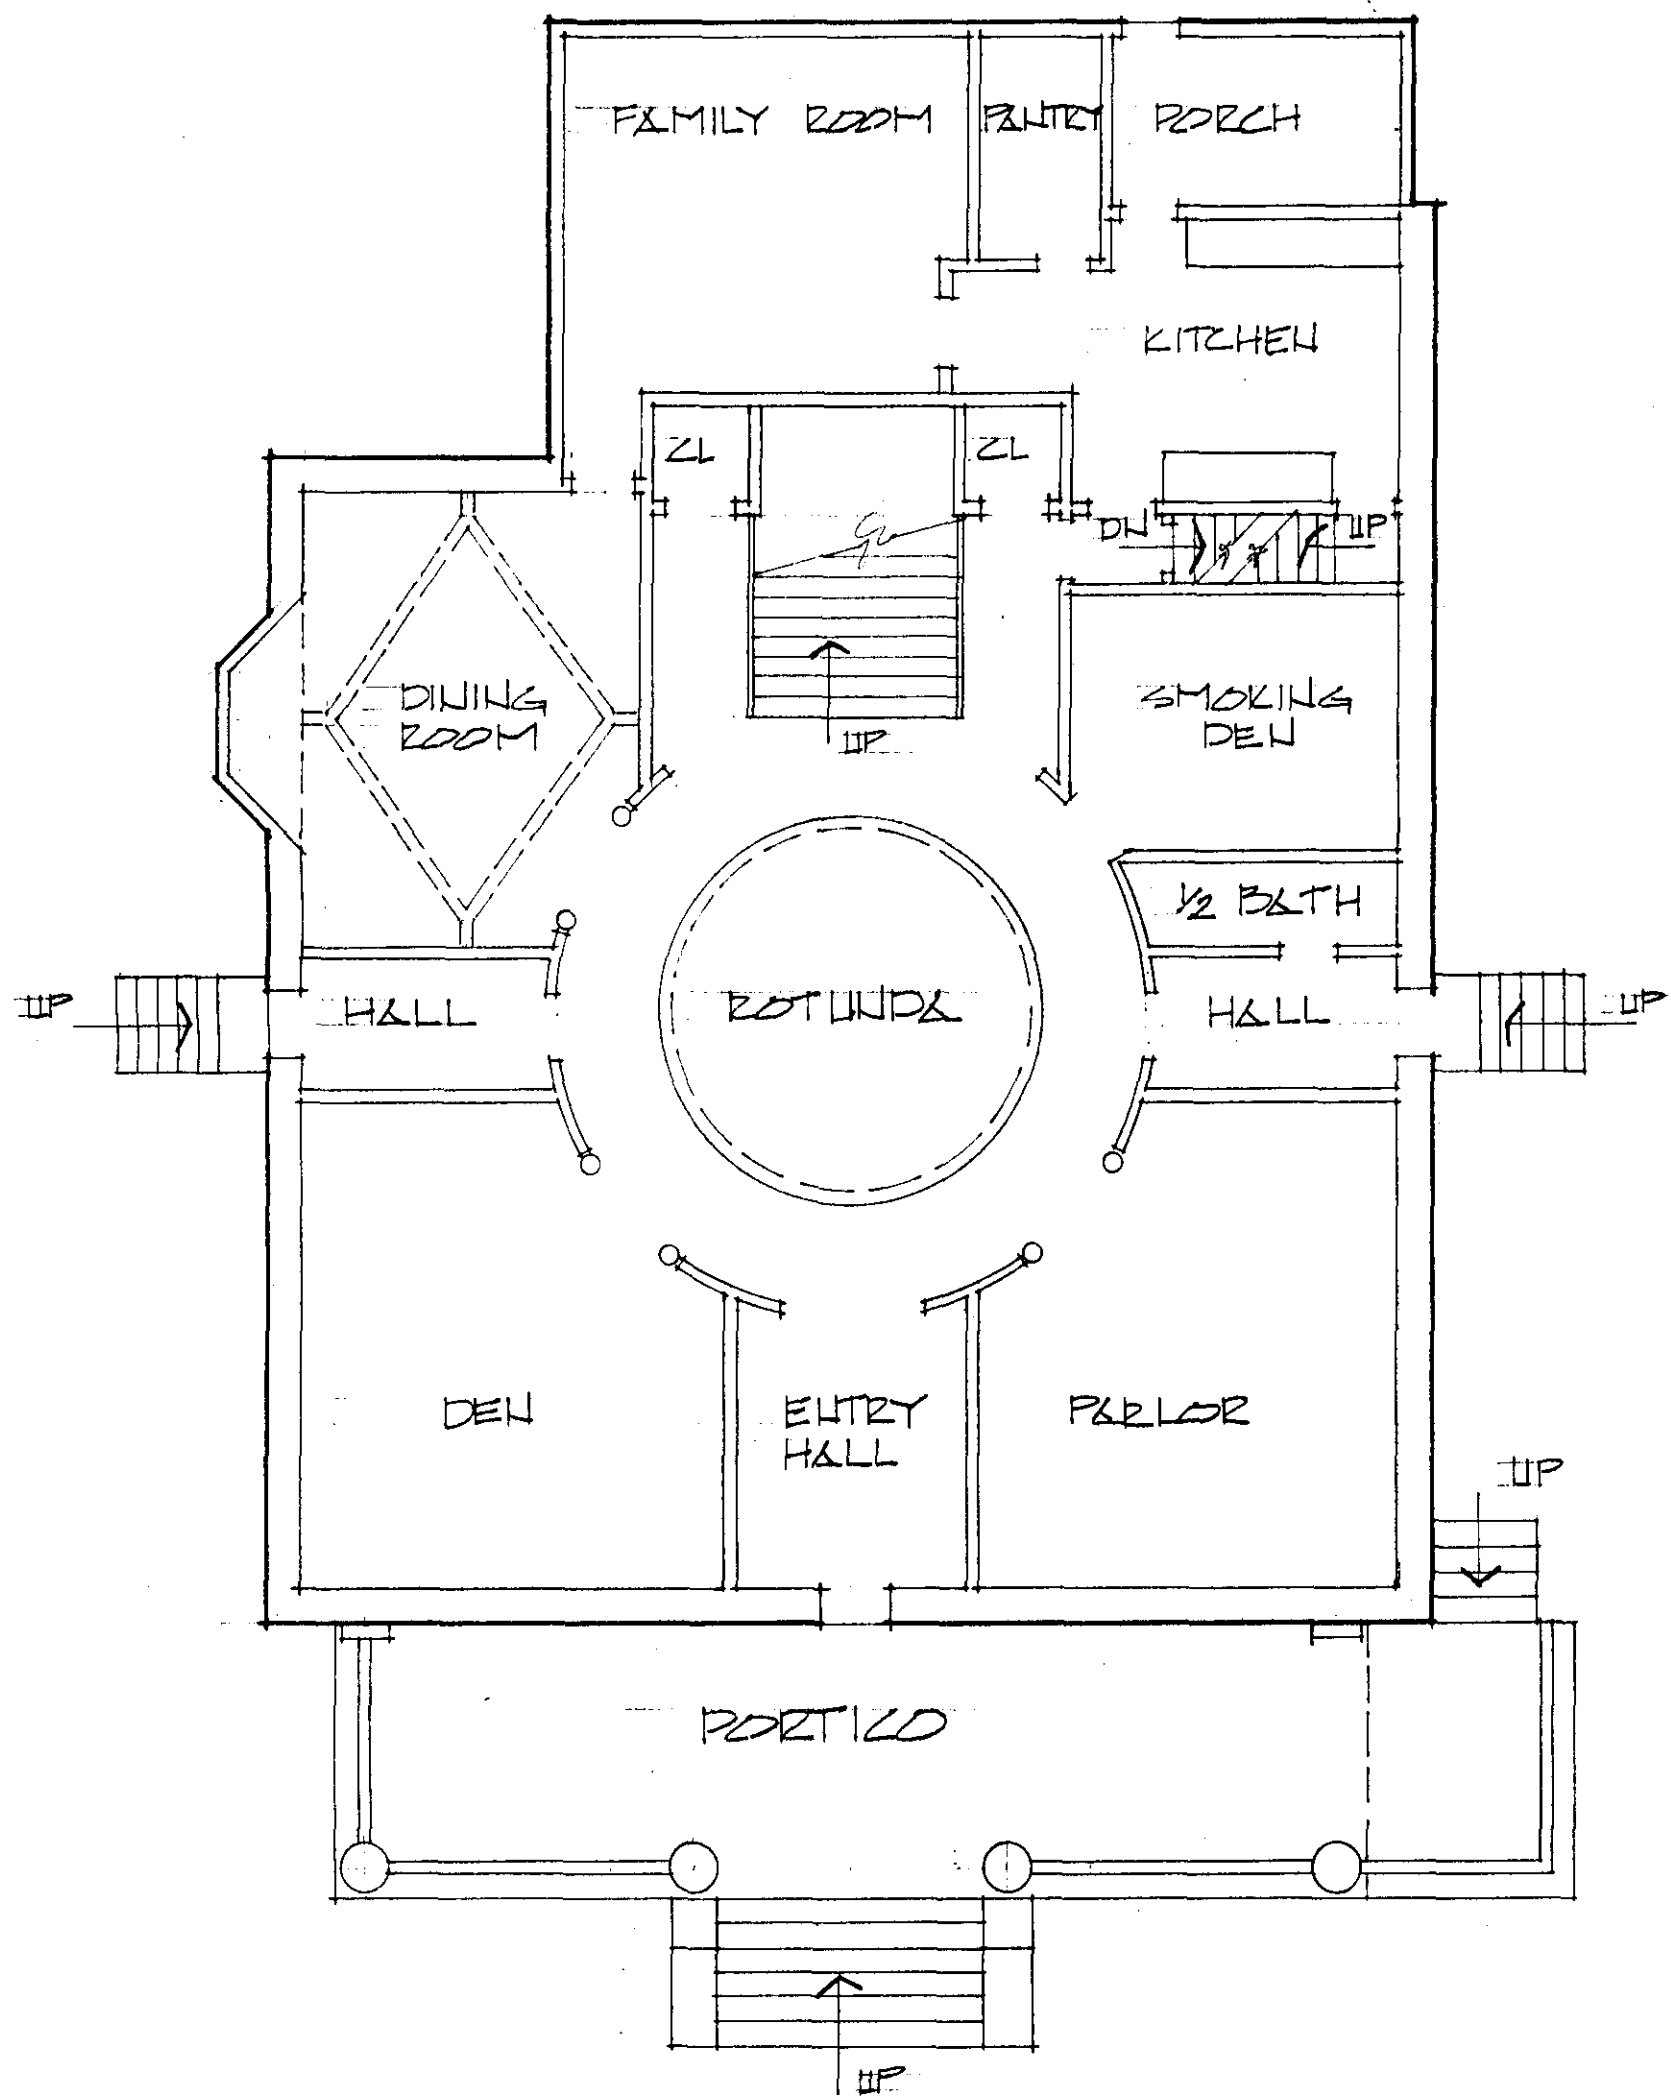 FAMILY ROOM
PANTRY
PORCH
KITCHEN
CL
CL
DN
UP
DINING
ROOM
UP
SMOKING
DEN
1/2 BATH
UP
HALL
ROTUNDA
HALL
UP
DEN
ENTRY
HALL
PARLOR
UP
PORTICO
UP